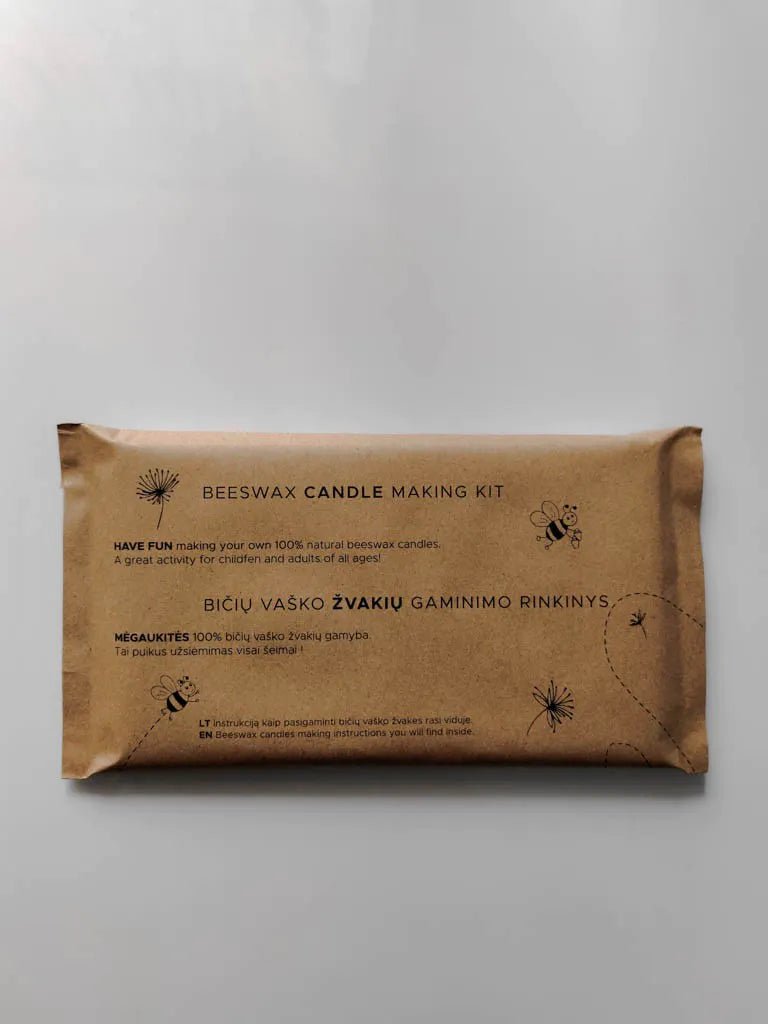 BEESWAX CANDLE MAKING KIT
HAVE FUN making your own 100% natural beeswax candles.
A great activity for childfen and adults of all ages!
BIČIŲ VAŠKO ŽVAKIŲ GAMINIMO RINKINYS
MĖGAUKITĖS 100% bičių vaško žvakių gamyba.
Tai puikus užsiėmimas visai šeimai !
LT Instrukciją kaip pasigaminti bičių vaško žvakes rasi viduje.
EN Beeswax candles making instructions you will find inside.